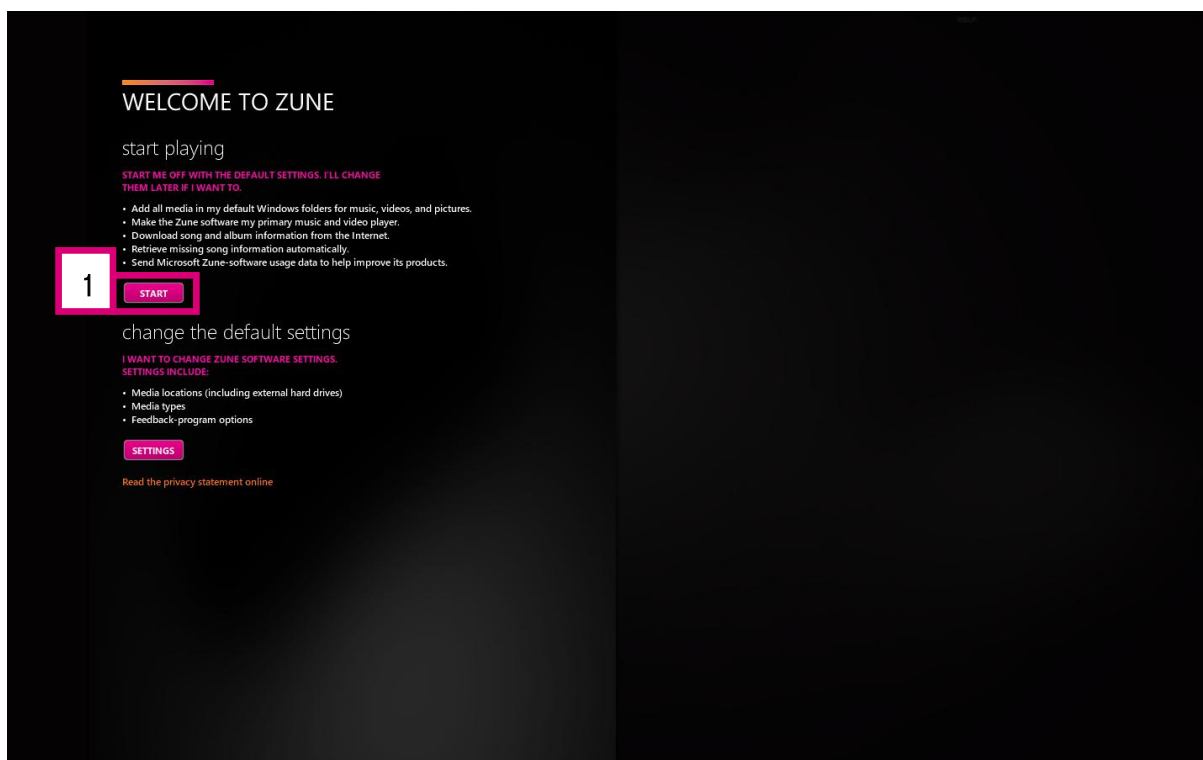 HELP
WELCOME TO ZUNE
start playing
START ME OFF WITH THE DEFAULT SETTINGS. I'LL CHANGE
THEM LATER IF I WANT TO.
• Add all media in my default Windows folders for music, videos, and pictures.
• Make the Zune software my primary music and video player.
• Download song and album information from the Internet.
• Retrieve missing song information automatically.
• Send Microsoft Zune-software usage data to help improve its products.
1
START
change the default settings
I WANT TO CHANGE ZUNE SOFTWARE SETTINGS.
SETTINGS INCLUDE:
• Media locations (including external hard drives)
• Media types
• Feedback-program options
SETTINGS
Read the privacy statement online